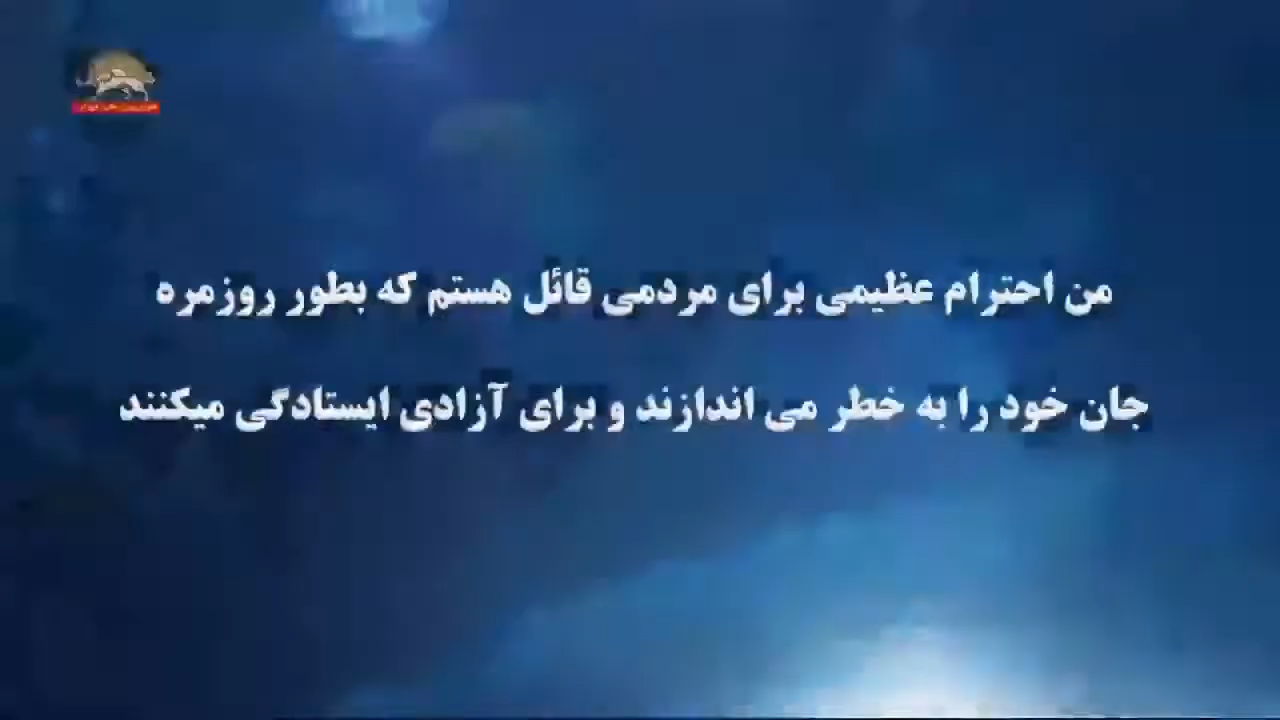 من احترام عظیمی برای مردمی قائل هستم که بطور روزمره
جان خود را به خطر می اندازند و برای آزادی ایستادگی میکنند